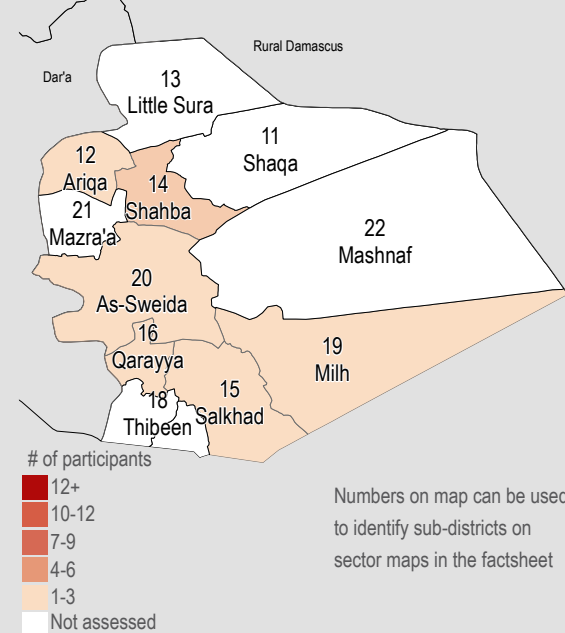 Rural Damascus
Dar'a
13
Little Sura
11
Shaqa
12
Ariqa
14
Shahba
21
Mazra'a
22
Mashnaf
20
As-Sweida
16
Qarayya
19
Milh
15
Salkhad
18
Thibeen
# of participants
12+
10-12
7-9
4-6
1-3
Not assessed
Numbers on map can be used
to identify sub-districts on
sector maps in the factsheet